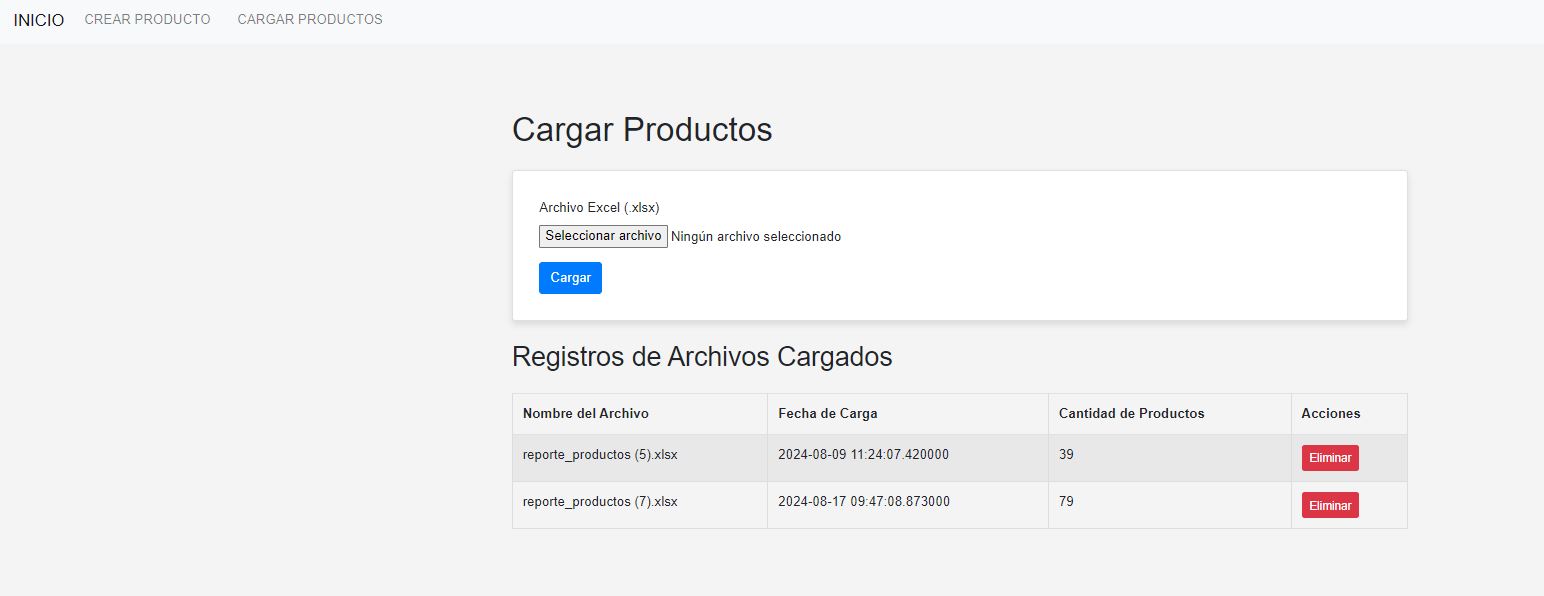 INICIO CREAR PRODUCTO CARGAR PRODUCTOS
Cargar Productos
Archivo Excel (.xlsx)
Seleccionar archivo Ningún archivo seleccionado
Cargar
Registros de Archivos Cargados
Nombre del Archivo Fecha de Carga Cantidad de Productos Acciones
reporte_productos (5).xlsx 2024-08-09 11:24:07.420000 39 Eliminar
reporte_productos (7).xlsx 2024-08-17 09:47:08.873000 79 Eliminar